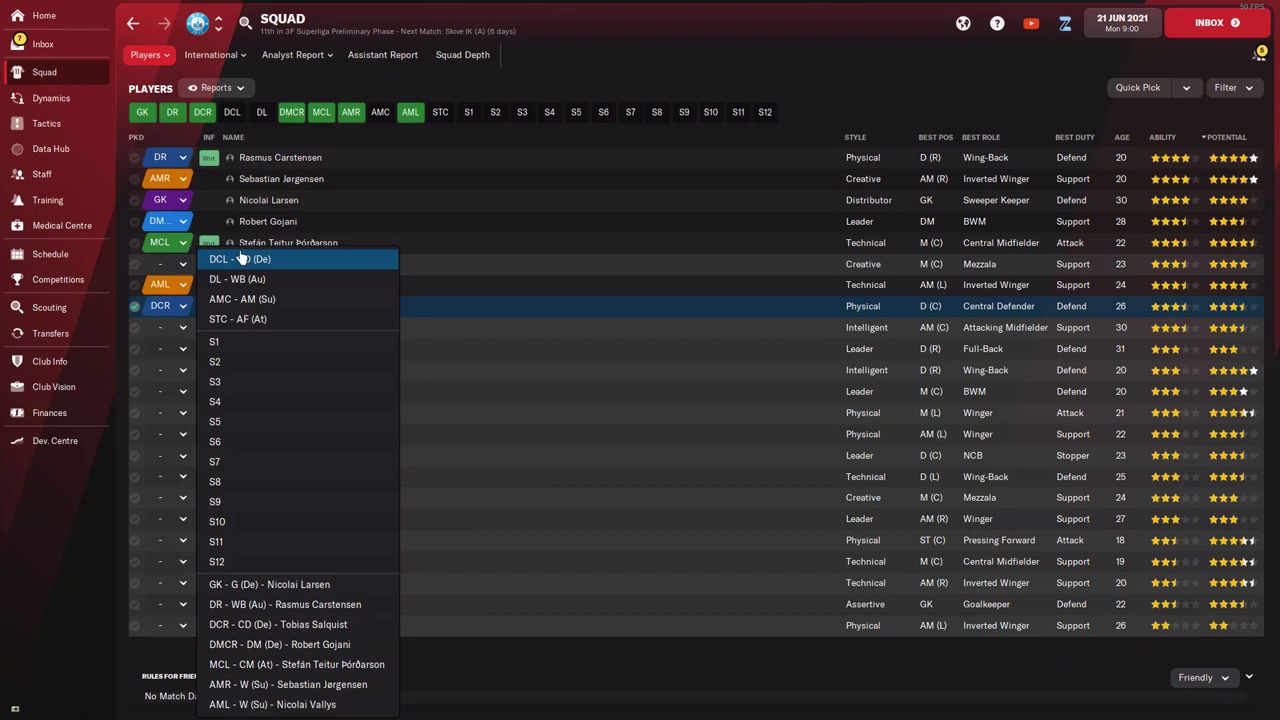 50 FPS
Home
7
Inbox
Squad
Dynamics
Tactics
Data Hub
Staff
Training
Medical Centre
Schedule
Competitions
Scouting
Transfers
Club Info
Club Vision
Finances
Dev. Centre
SQUAD
11th in 3F Superliga Preliminary Phase - Next Match: Skive IK (A) (6 days)
21 JUN 2021
Mon 9:00
INBOX
Players International Analyst Report Assistant Report Squad Depth
5
PLAYERS Reports Quick Pick Filter
GK DR DCR DCL DL DMCR MCL AMR AMC AML STC S1 S2 S3 S4 S5 S6 S7 S8 S9 S10 S11 S12
PKD INF NAME STYLE BEST POS BEST ROLE BEST DUTY AGE ABILITY POTENTIAL
DR Wnt Rasmus Carstensen Physical D (R) Wing-Back Defend 20
AMR Sebastian Jørgensen Creative AM (R) Inverted Winger Support 20
GK Nicolai Larsen Distributor GK Sweeper Keeper Defend 30
DM... Robert Gojani Leader DM BWM Defend 28
MCL Wnt Stefán Teitur Þórðarson Technical M (C) Central Midfielder Attack 22
- Creative M (C) Mezzala Support 23
AML Technical AM (L) Inverted Winger Support 24
DCR Physical D (C) Central Defender Defend 26
- Intelligent AM (C) Attacking Midfielder Support 30
- Leader D (R) Full-Back Defend 31
- Intelligent D (R) Wing-Back Defend 20
- Leader M (C) BWM Defend 20
- Physical M (L) Winger Attack 21
- Physical AM (L) Winger Support 22
- Leader D (C) NCB Stopper 23
- Technical D (L) Wing-Back Defend 25
- Creative M (C) Mezzala Support 24
- Leader AM (R) Winger Support 27
- Physical ST (C) Pressing Forward Attack 18
- Technical M (C) Central Midfielder Support 22
- Technical AM (R) Inverted Winger Support 20
- Assertive GK Goalkeeper Defend 22
- Physical AM (L) Inverted Winger Support 26
DL - WB (Au)
AMC - AM (Su)
STC - AF (At)
S1
S2
S3
S4
S5
S6
S7
S8
S9
S10
S11
S12
GK - G (De) - Nicolai Larsen
DR - WB (Au) - Rasmus Carstensen
DCR - CD (De) - Tobias Salquist
DMCR - DM (De) - Robert Gojani
MCL - CM (At) - Stefán Teitur Þórðarson
AMR - W (Su) - Sebastian Jørgensen
AML - W (Su) - Nicolai Vallys
DCL - (De)
No Match
Friendly